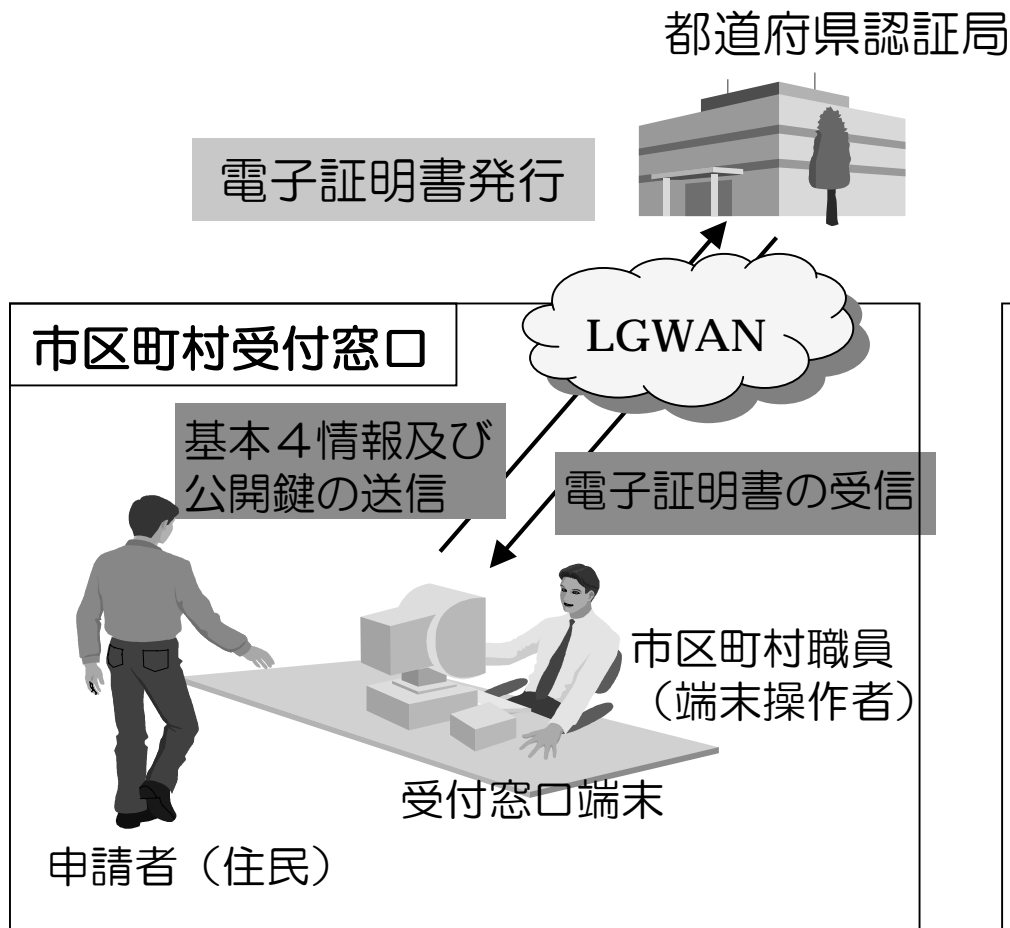 都道府県認証局
電子証明書発行
LGWAN
市区町村受付窓口
基本４情報及び
公開鍵の送信
電子証明書の受信
市区町村職員
（端末操作者）
受付窓口端末
申請者（住民）